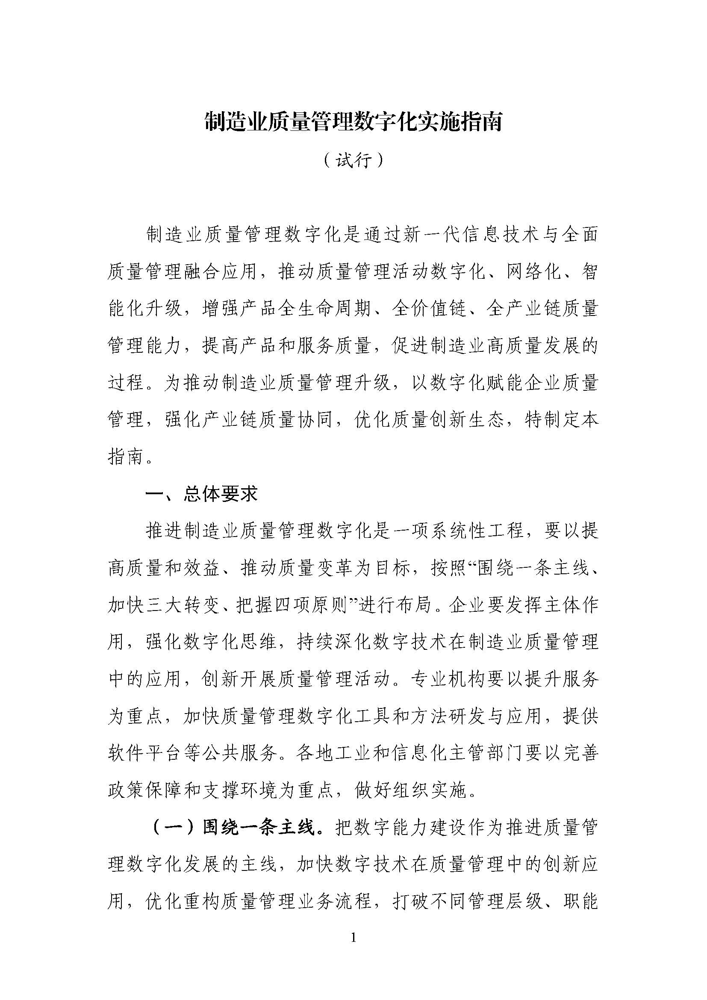 制造业质量管理数字化实施指南
（试行）
制造业质量管理数字化是通过新一代信息技术与全面
质量管理融合应用，推动质量管理活动数字化、网络化、智
能化升级，增强产品全生命周期、全价值链、全产业链质量
管理能力，提高产品和服务质量，促进制造业高质量发展的
过程。为推动制造业质量管理升级，以数字化赋能企业质量
管理，强化产业链质量协同，优化质量创新生态，特制定本
指南。
一、总体要求
推进制造业质量管理数字化是一项系统性工程，要以提
高质量和效益、推动质量变革为目标，按照“围绕一条主线、
加快三大转变、把握四项原则”进行布局。企业要发挥主体作
用，强化数字化思维，持续深化数字技术在制造业质量管理
中的应用，创新开展质量管理活动。专业机构要以提升服务
为重点，加快质量管理数字化工具和方法研发与应用，提供
软件平台等公共服务。各地工业和信息化主管部门要以完善
政策保障和支撑环境为重点，做好组织实施。
（一）围绕一条主线。把数字能力建设作为推进质量管
理数字化发展的主线，加快数字技术在质量管理中的创新应
用，优化重构质量管理业务流程，打破不同管理层级、职能
1